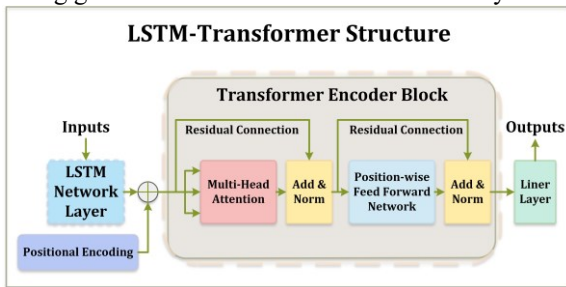 LSTM-Transformer Structure
Transformer Encoder Block
Inputs
Residual Connection
Residual Connection
Outputs
LSTM
Network
Layer
Multi-Head
Attention
Add &
Norm
Position-wise
Feed Forward
Network
Add &
Norm
Liner
Layer
Positional Encoding